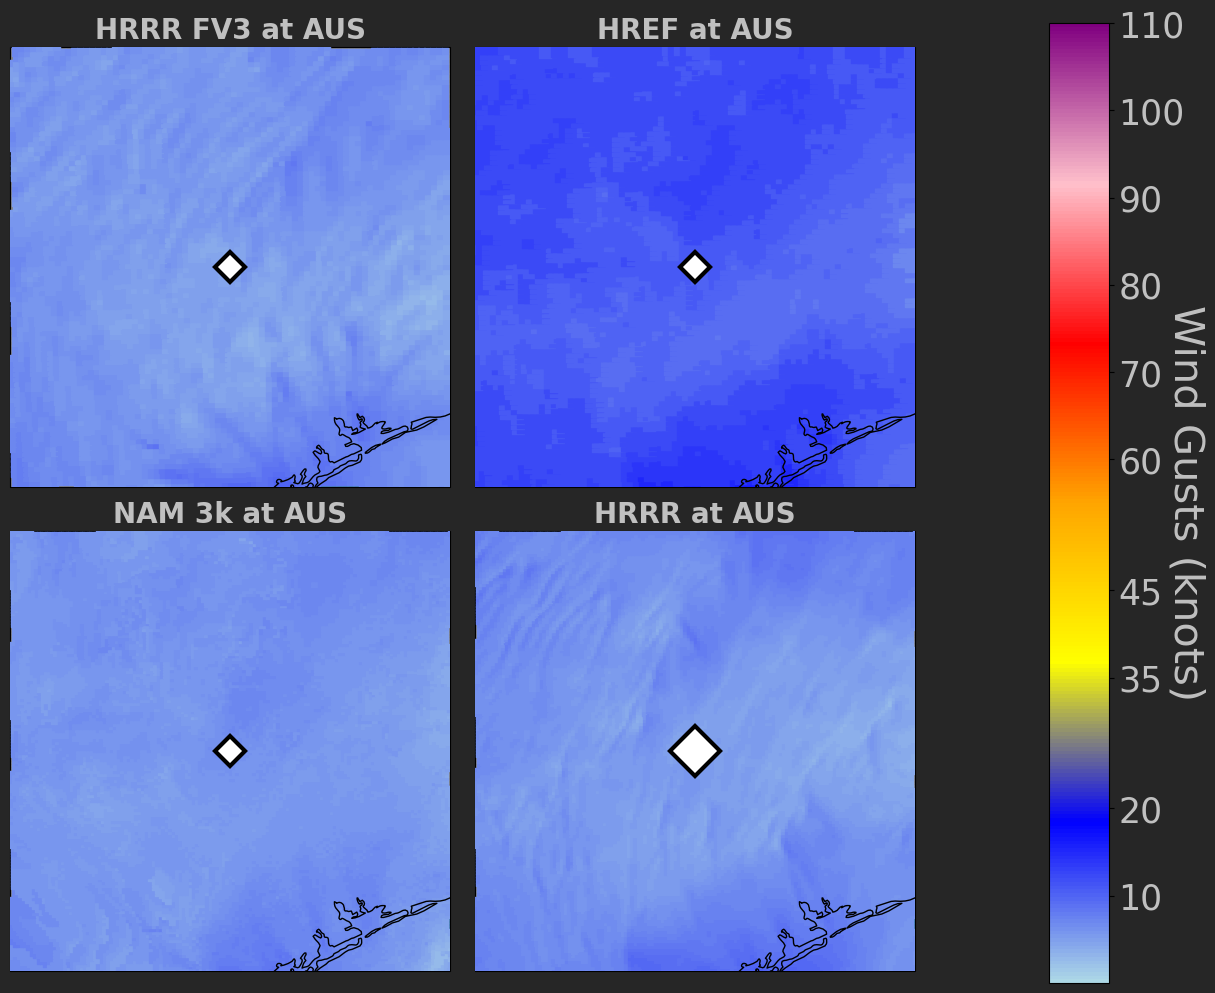 HRRR FV3 at AUS
HREF at AUS
NAM 3k at AUS
HRRR at AUS
110
100
90
80
70
60
45
35
20
10
Wind Gusts (knots)